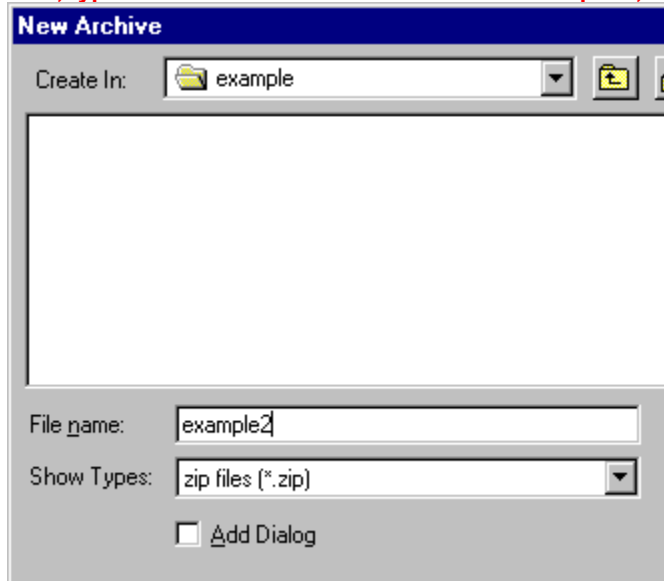 New Archive
Create In: example
File name: example2
Show Types: zip files (*.zip)
Add Dialog